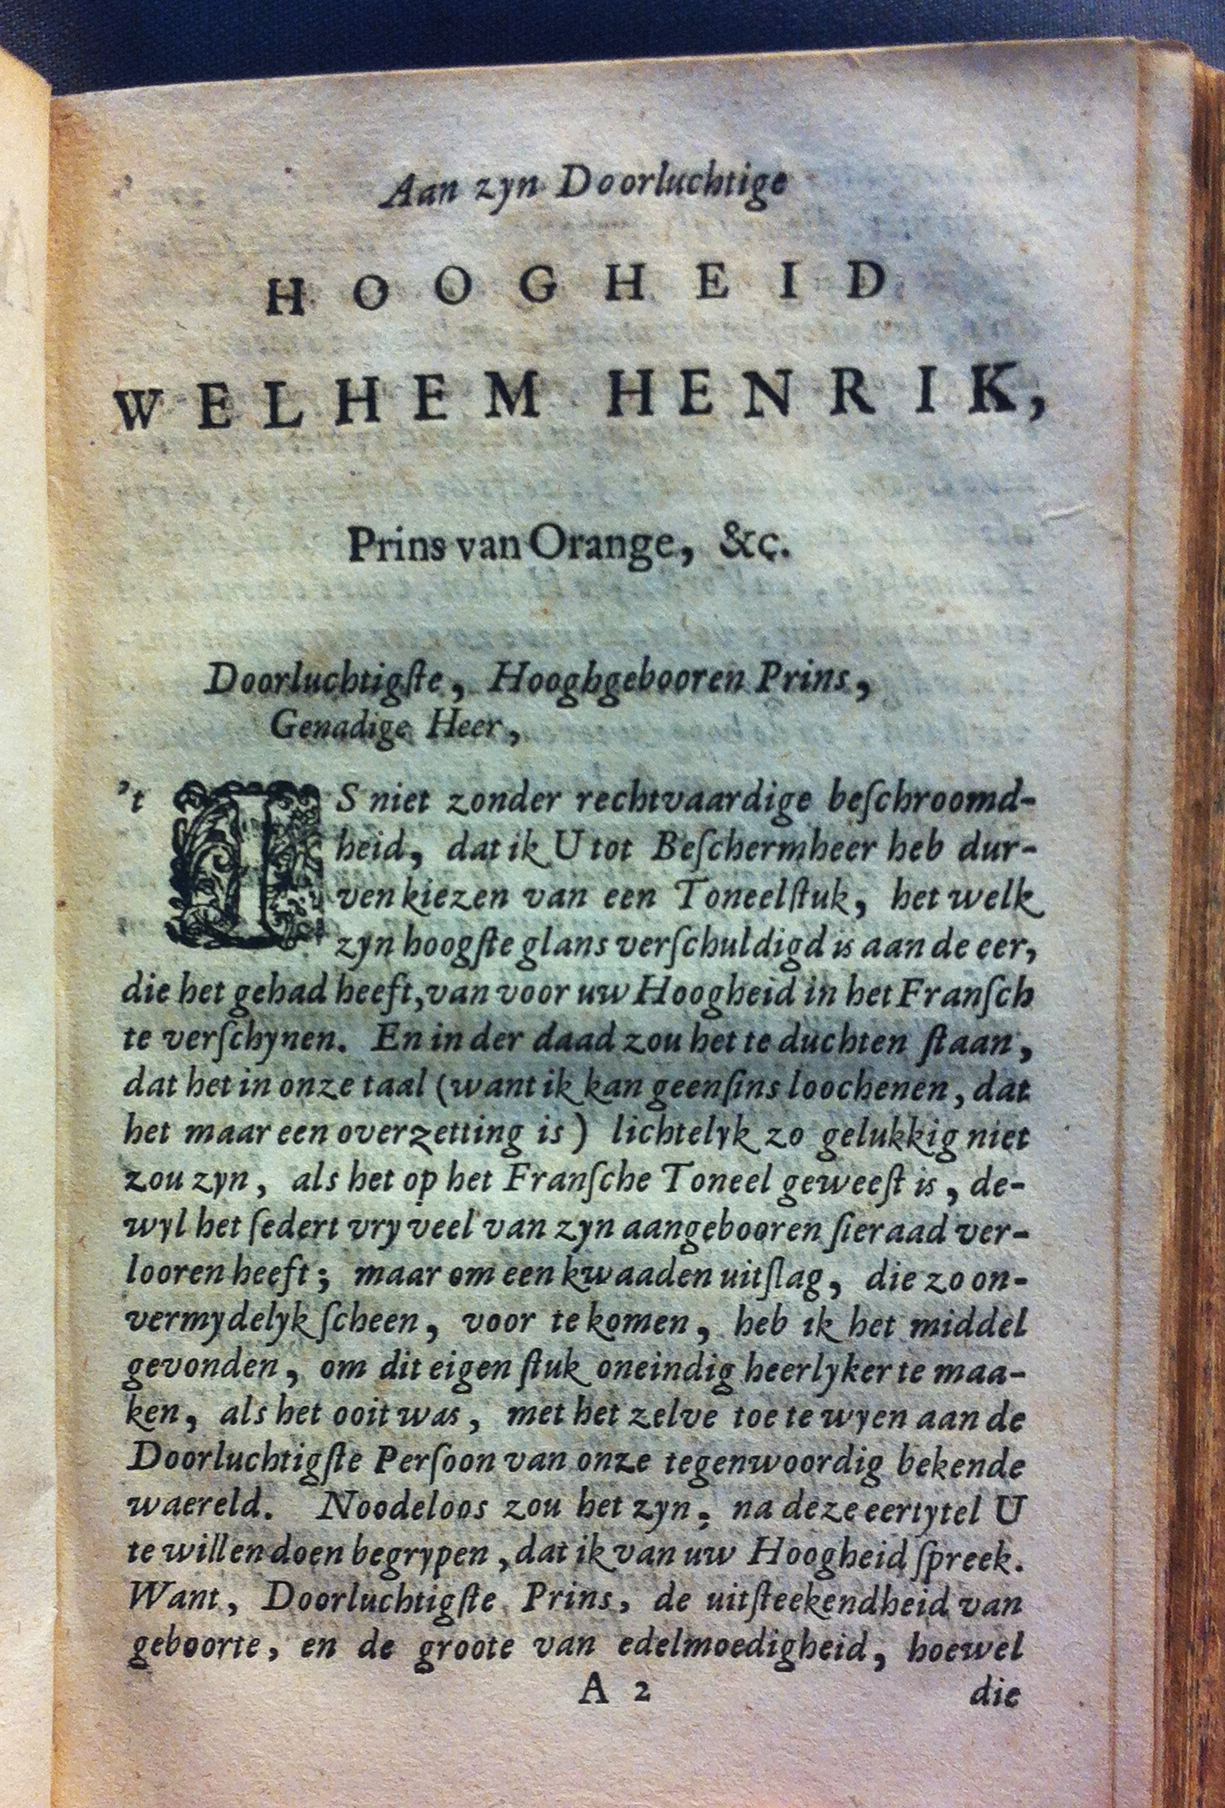 Aan zyn Doorluchtige
HOOGHEID
WELHEM HENRIK,
Prins van Orange, &c.
Doorluchtigſte, Hooghgebooren Prins,
Genadige Heer,
't IS niet zonder rechtvaardige beſchroomd-
heid, dat ik U tot Beſchermheer heb dur-
ven kiezen van een Toneelſtuk, het welk
zyn hoogſte glans verſchuldigd is aan de eer,
die het gehad heeft, van voor uw Hoogheid in het Franſch
te verſchynen. En in der daad zou het te duchten ſtaan,
dat het in onze taal (want ik kan geenſins loochenen, dat
het maar een overzetting is) lichtelyk zo gelukkig niet
zou zyn, als het op het Franſche Toneel geweeſt is, de-
wyl het ſedert vry veel van zyn aangebooren ſieraad ver-
looren heeft; maar om een kwaaden uitſlag, die zo on-
vermydelyk ſcheen, voor te komen, heb ik het middel
gevonden, om dit eigen ſtuk oneindig heerlyker te maa-
ken, als het ooit was, met het zelve toe te wyen aan de
Doorluchtigſte Perſoon van onze tegenwoordig bekende
waereld. Noodeloos zou het zyn, na deze eertytel U
te willen doen begrypen, dat ik van uw Hoogheid ſpreek.
Want, Doorluchtigſte Prins, de uitſteekendheid van
geboorte, en de groote van edelmoedigheid, hoewel
A 2 die